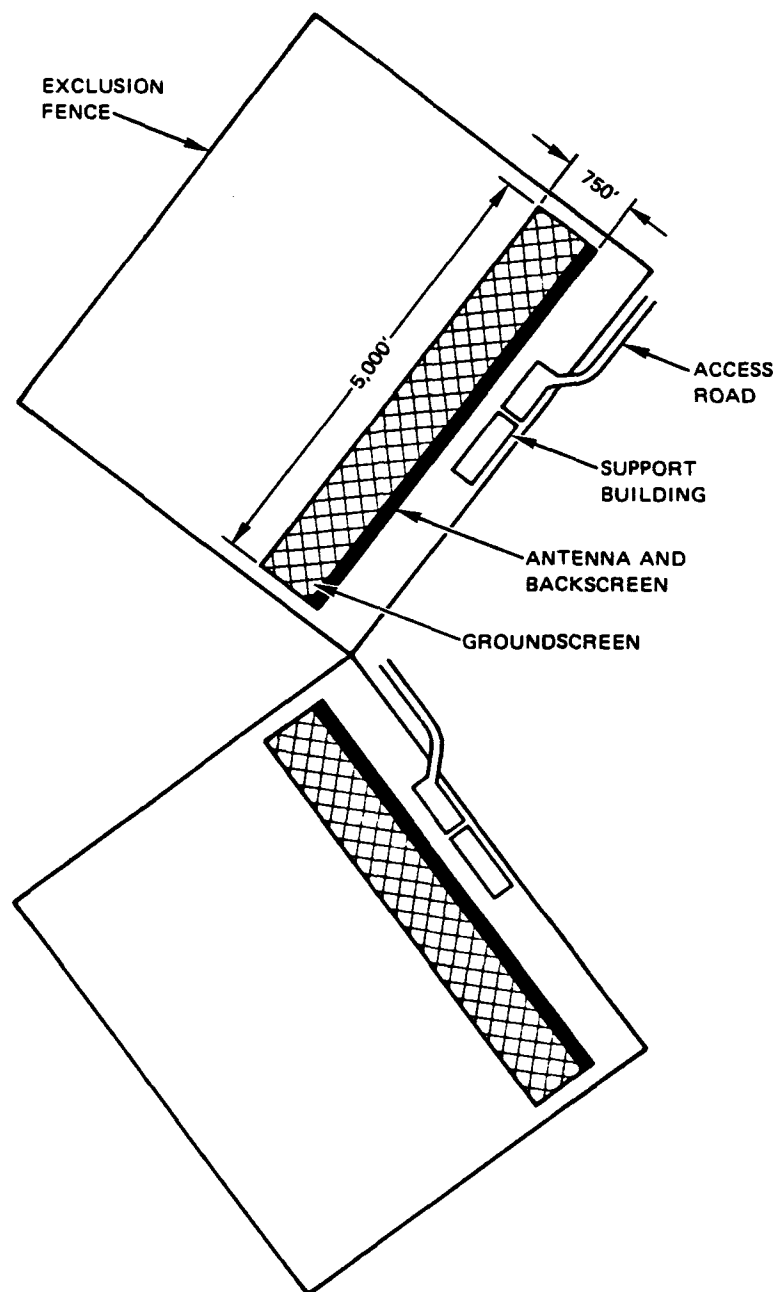 EXCLUSION
FENCE
750'
5,000'
ACCESS
ROAD
SUPPORT
BUILDING
ANTENNA AND
BACKSCREEN
GROUNDSCREEN